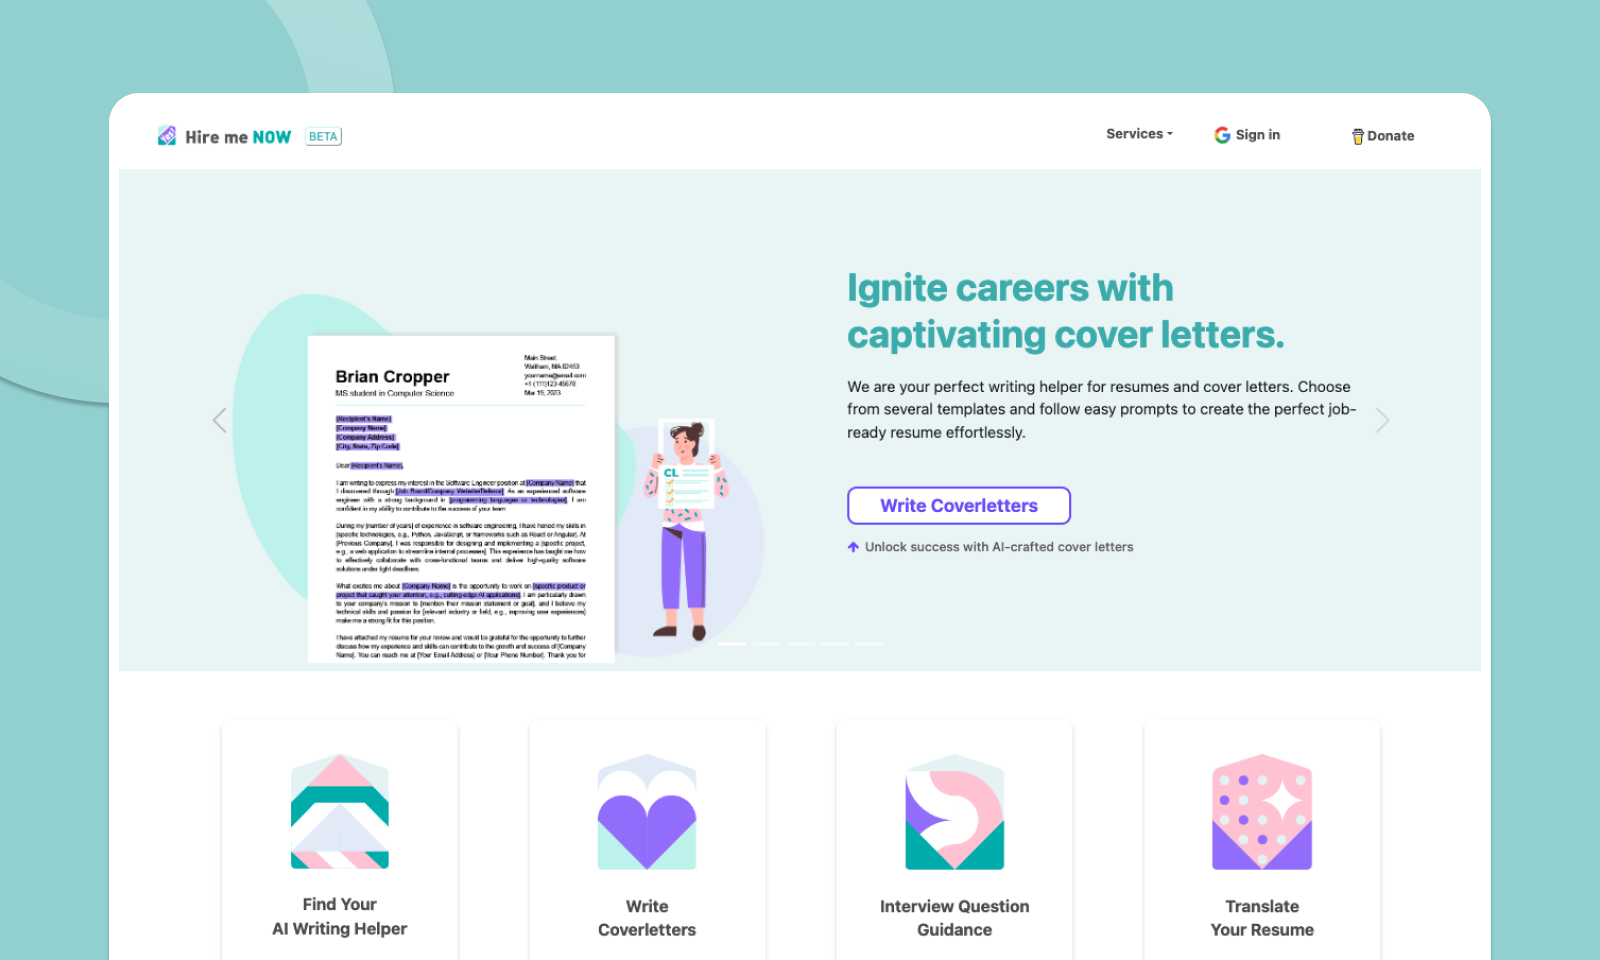 Hire me NOW BETA
Services
Sign in
Donate
Ignite careers with
captivating cover letters.
We are your perfect writing helper for resumes and cover letters. Choose
from several templates and follow easy prompts to create the perfect job-
ready resume effortlessly.
Write Coverletters
Unlock success with AI-crafted cover letters
Brian Cropper
MS student in Computer Science
Main Street
Waltham, MA 02453
yourname@email.com
+1 (111)123-45678
Mar 15, 2023
[Recipient's Name]
[Company Name]
[Company Address]
[City, State, Zip Code]
Dear [Recipient's Name],
I am writing to express my interest in the Software Engineer position at [Company Name] that
I discovered through [Job Board/Company Website/Referral]. As an experienced software
engineer with a strong background in [programming languages or technologies], I am
confident in my ability to contribute to the success of your team.
During my [number of years] of experience in software engineering, I have honed my skills in
[specific technologies, e.g., Python, JavaScript, or frameworks such as React or Angular]. At
[Previous Company], I was responsible for designing and implementing a [specific project,
e.g., a web application to streamline internal processes]. This experience has taught me how
to effectively collaborate with cross-functional teams and deliver high-quality software
solutions under tight deadlines.
What excites me about [Company Name] is the opportunity to work on [specific product or
project that caught your attention, e.g., cutting-edge AI applications]. I am particularly drawn
to your company's mission to [mention their mission statement or goal], and I believe my
technical skills and passion for [relevant industry or field, e.g., improving user experiences]
make me a strong fit for this position.
I have attached my resume for your review and would be grateful for the opportunity to further
discuss how my experience and skills can contribute to the growth and success of [Company
Name]. You can reach me at [Your Email Address] or [Your Phone Number]. Thank you for
CL
Find Your
AI Writing Helper
Write
Coverletters
Interview Question
Guidance
Translate
Your Resume